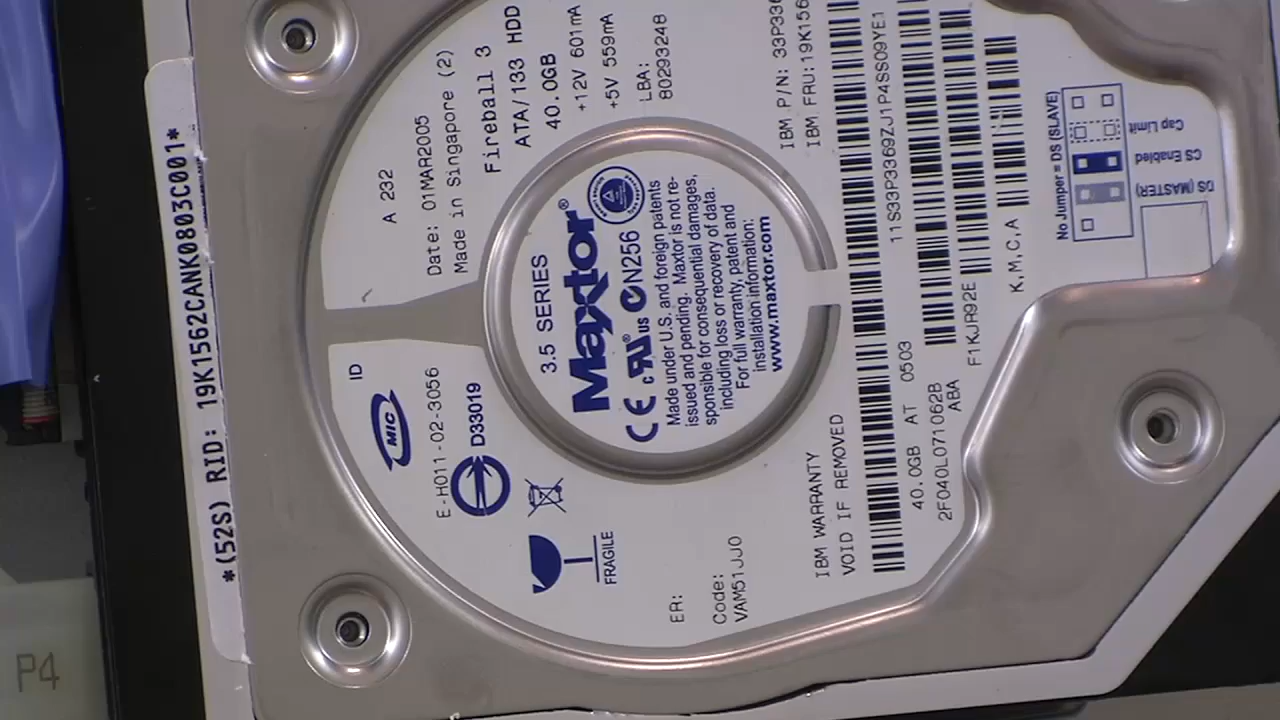 *(52S) RID: 19K1562CANK0803C001*
A 232
Date: 01MAR2005
Made in Singapore (2)
Fireball 3
ATA/133 HDD
40.0GB
+12V 601mA
+5V 559mA
LBA:
80293248
IBM P/N:
IBM FRU:
ID
MIC
E-H011-02-3056
D33019
FRAGILE
3.5 SERIES
Maxtor®
CE c RU us N256
Made under U.S. and foreign patents
issued and pending. Maxtor is not re-
sponsible for consequential damages,
including loss or recovery of data.
For full warranty, patent and
installation information:
www.maxtor.com
ER:
Code:
VAM51JJ0
IBM WARRANTY
VOID IF REMOVED
11S33P3369ZJ1P4SS09YE1
40.0GB AT 0503
2F040L071062B
ABA
F1KJR92E
K,M,C,A
No Jumper = DS (SLAVE)
Cap Limit
CS Enabled
DS (MASTER)
P4